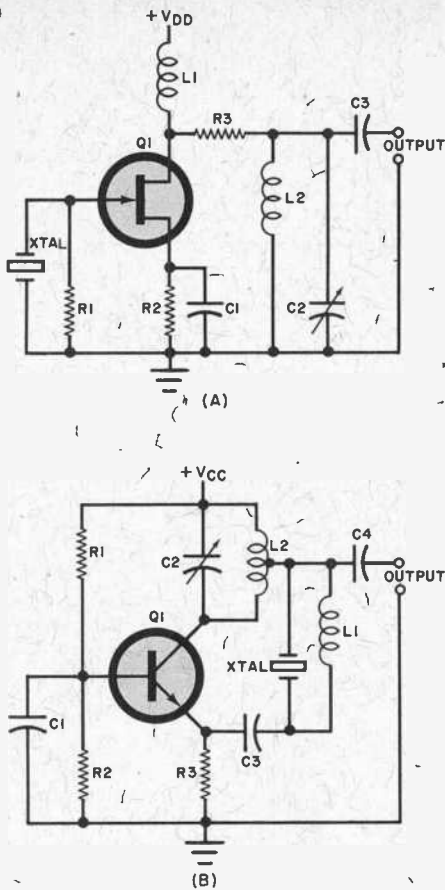 +VDD
L1
R3
C3
Q1
OUTPUT
L2
XTAL
R1
R2
C1
C2
(A)
+VCC
R1
C2
L2
C4
OUTPUT
Q1
L1
XTAL
C1
R2
R3
C3
(B)